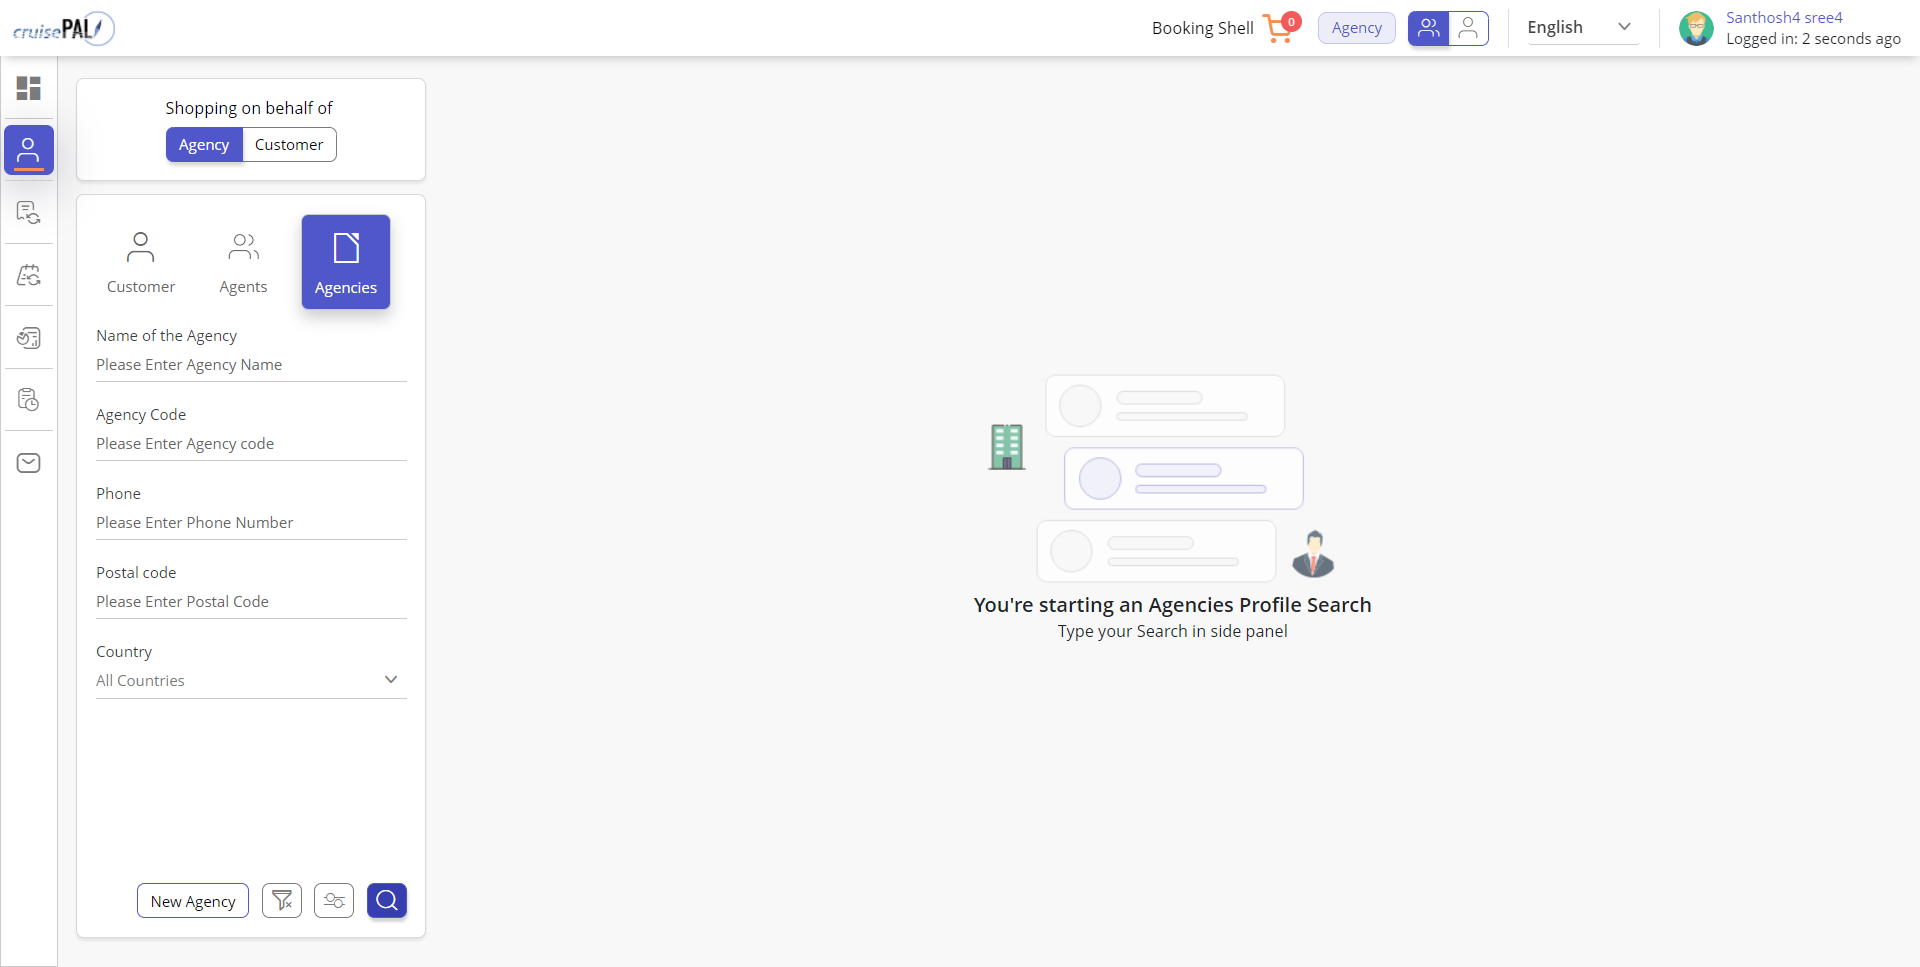 cruisePAL
Booking Shell
0
Agency
English
Santhosh4 sree4
Logged in: 2 seconds ago
Shopping on behalf of
Agency
Customer
Customer
Agents
Agencies
Name of the Agency
Please Enter Agency Name
Agency Code
Please Enter Agency code
Phone
Please Enter Phone Number
Postal code
Please Enter Postal Code
Country
All Countries
New Agency
You're starting an Agencies Profile Search
Type your Search in side panel